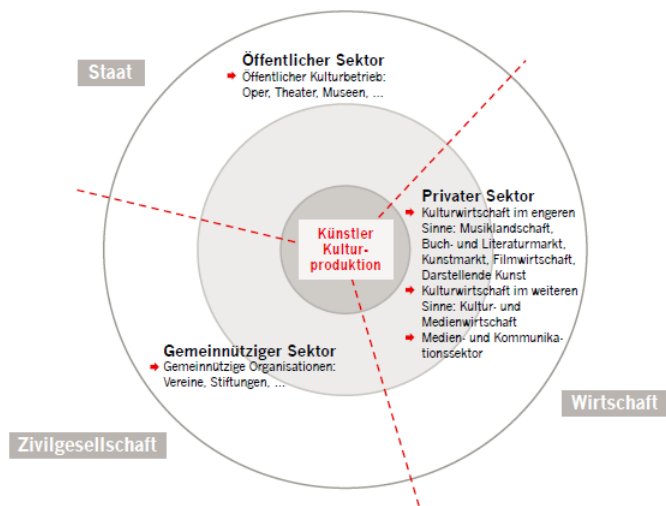 Staat
Öffentlicher Sektor
Öffentlicher Kulturbetrieb:
Oper, Theater, Museen, ...
Privater Sektor
Kulturwirtschaft im engeren
Sinne: Musiklandschaft,
Buch- und Literaturmarkt,
Kunstmarkt, Filmwirtschaft,
Darstellende Kunst
Kulturwirtschaft im weiteren
Sinne: Kultur- und
Medienwirtschaft
Medien- und Kommunika-
tionssektor
Künstler
Kultur-
produktion
Gemeinnütziger Sektor
Gemeinnützige Organisationen:
Vereine, Stiftungen, ...
Wirtschaft
Zivilgesellschaft